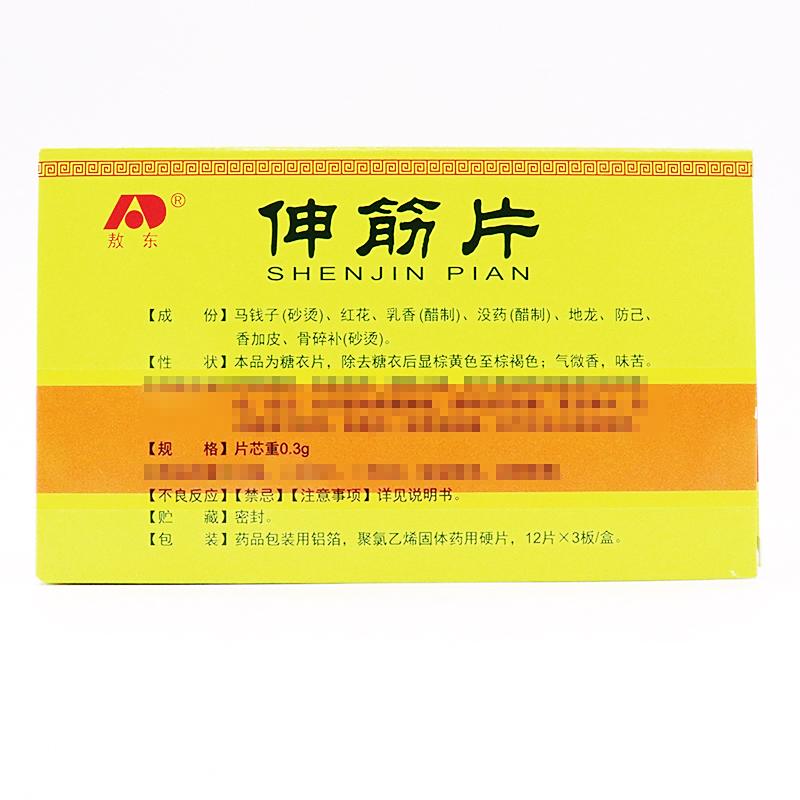 敖东®
伸筋片
SHENJIN PIAN
【成 份】马钱子(砂烫)、红花、乳香(醋制)、没药(醋制)、地龙、防己、
香加皮、骨碎补(砂烫)。
【性 状】本品为糖衣片，除去糖衣后显棕黄色至棕褐色；气微香，味苦。
【规 格】片芯重0.3g
【不良反应】【禁忌】【注意事项】详见说明书。
【贮 藏】密封。
【包 装】药品包装用铝箔，聚氯乙烯固体药用硬片，12片×3板/盒。